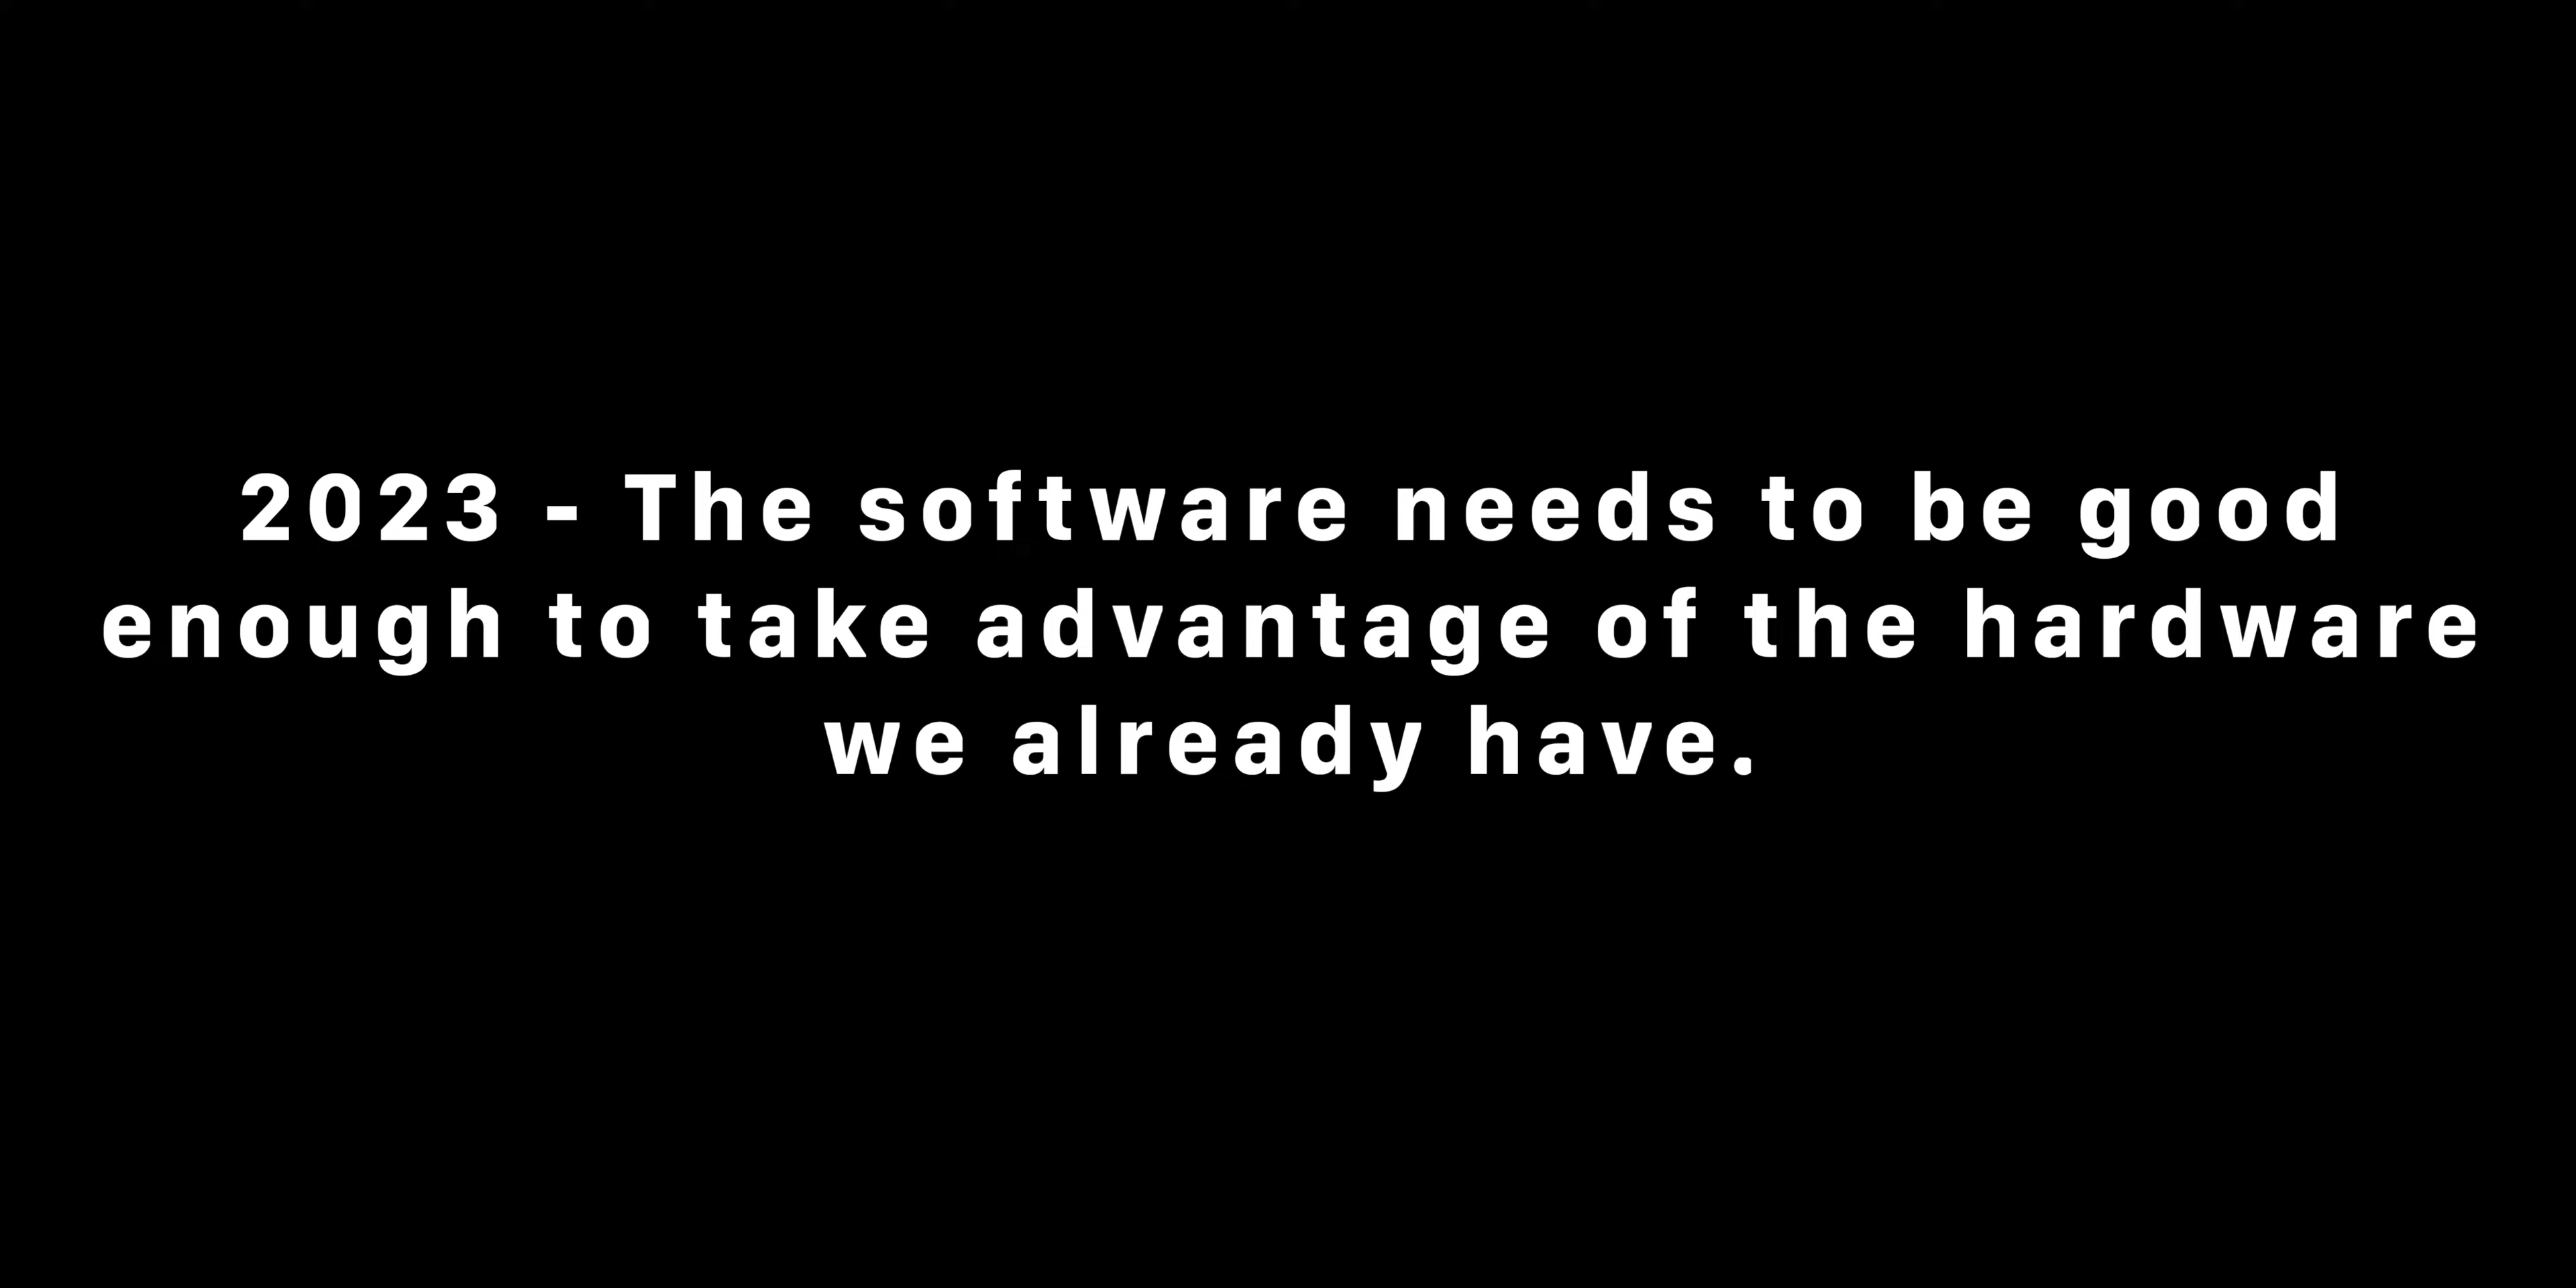 2023 - The software needs to be good
enough to take advantage of the hardware
we already have.